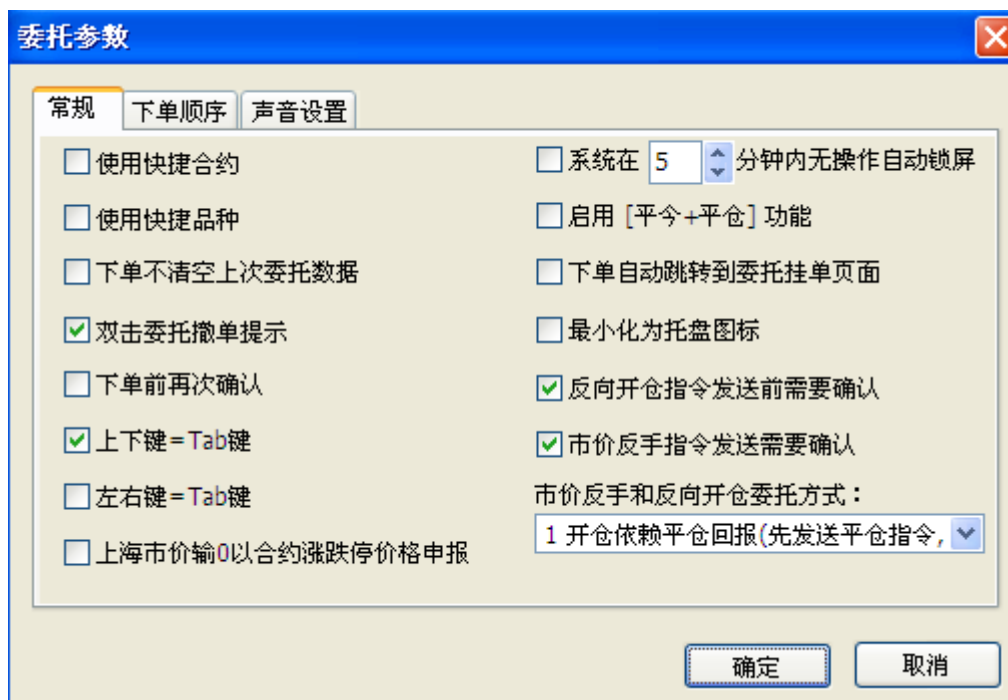 委托参数
常规
下单顺序
声音设置
使用快捷合约
使用快捷品种
下单不清空上次委托数据
双击委托撤单提示
下单前再次确认
上下键=Tab键
左右键=Tab键
上海市价输0以合约涨跌停价格申报
系统在 5 分钟内无操作自动锁屏
启用 [平今+平仓] 功能
下单自动跳转到委托挂单页面
最小化为托盘图标
反向开仓指令发送前需要确认
市价反手指令发送需要确认
市价反手和反向开仓委托方式：
1 开仓依赖平仓回报(先发送平仓指令,
确定
取消